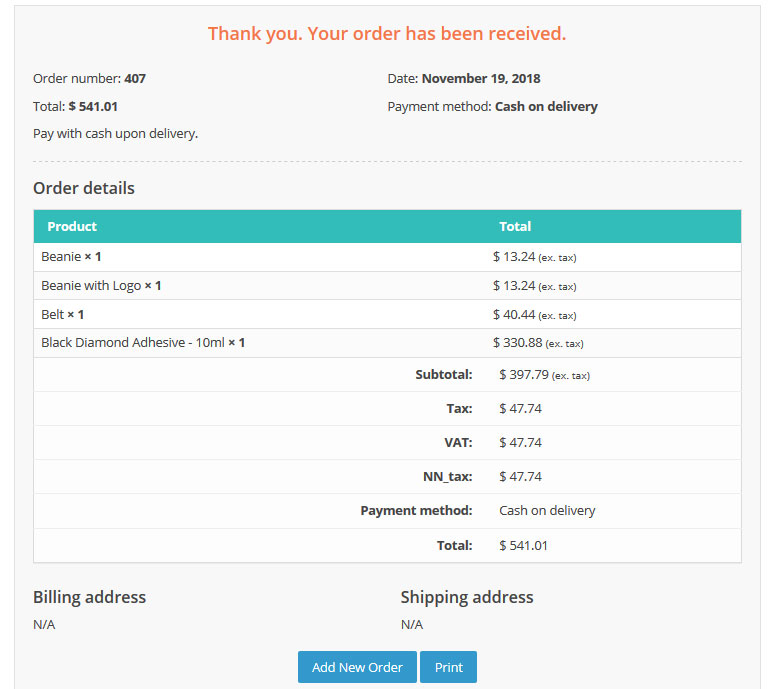 Thank you. Your order has been received.
Order number: 407 Date: November 19, 2018
Total: $ 541.01 Payment method: Cash on delivery
Pay with cash upon delivery.
Order details
Product Total
Beanie × 1 $ 13.24 (ex. tax)
Beanie with Logo × 1 $ 13.24 (ex. tax)
Belt × 1 $ 40.44 (ex. tax)
Black Diamond Adhesive - 10ml × 1 $ 330.88 (ex. tax)
Subtotal: $ 397.79 (ex. tax)
Tax: $ 47.74
VAT: $ 47.74
NN_tax: $ 47.74
Payment method: Cash on delivery
Total: $ 541.01
Billing address Shipping address
N/A N/A
Add New Order Print